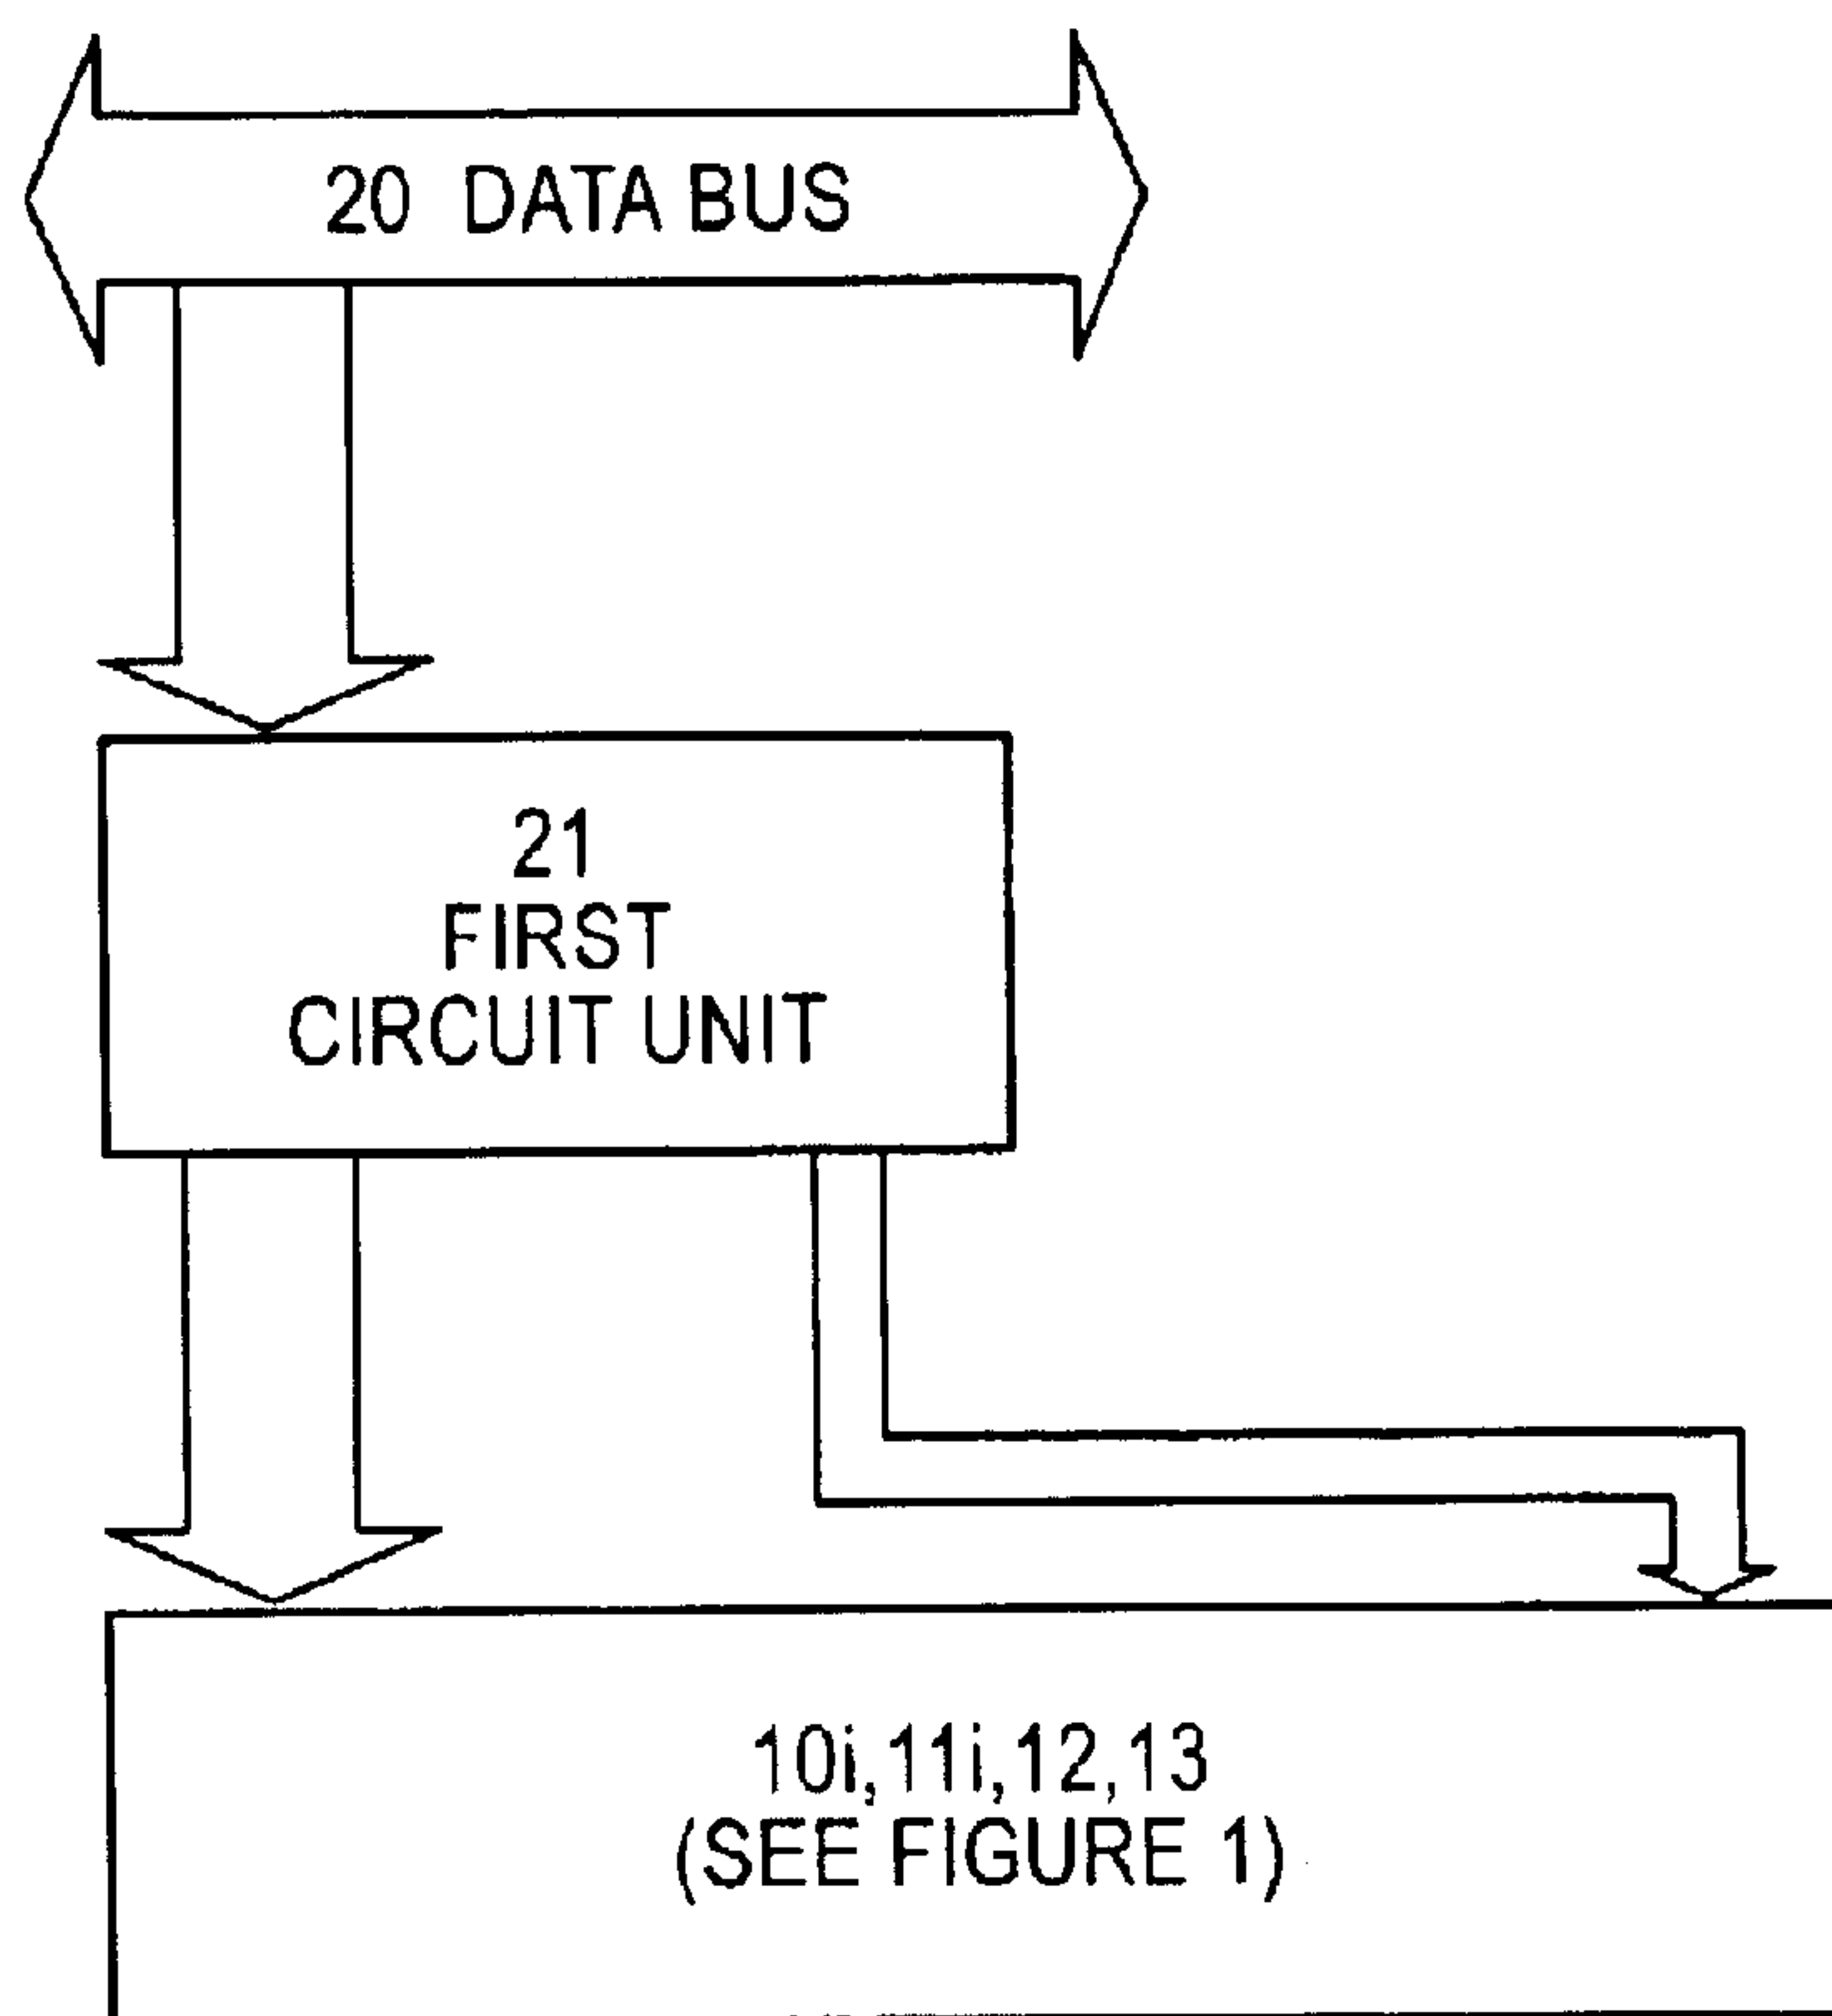 20 DATA BUS
21
FIRST
CIRCUIT UNIT
10i,11i,12,13
(SEE FIGURE 1)